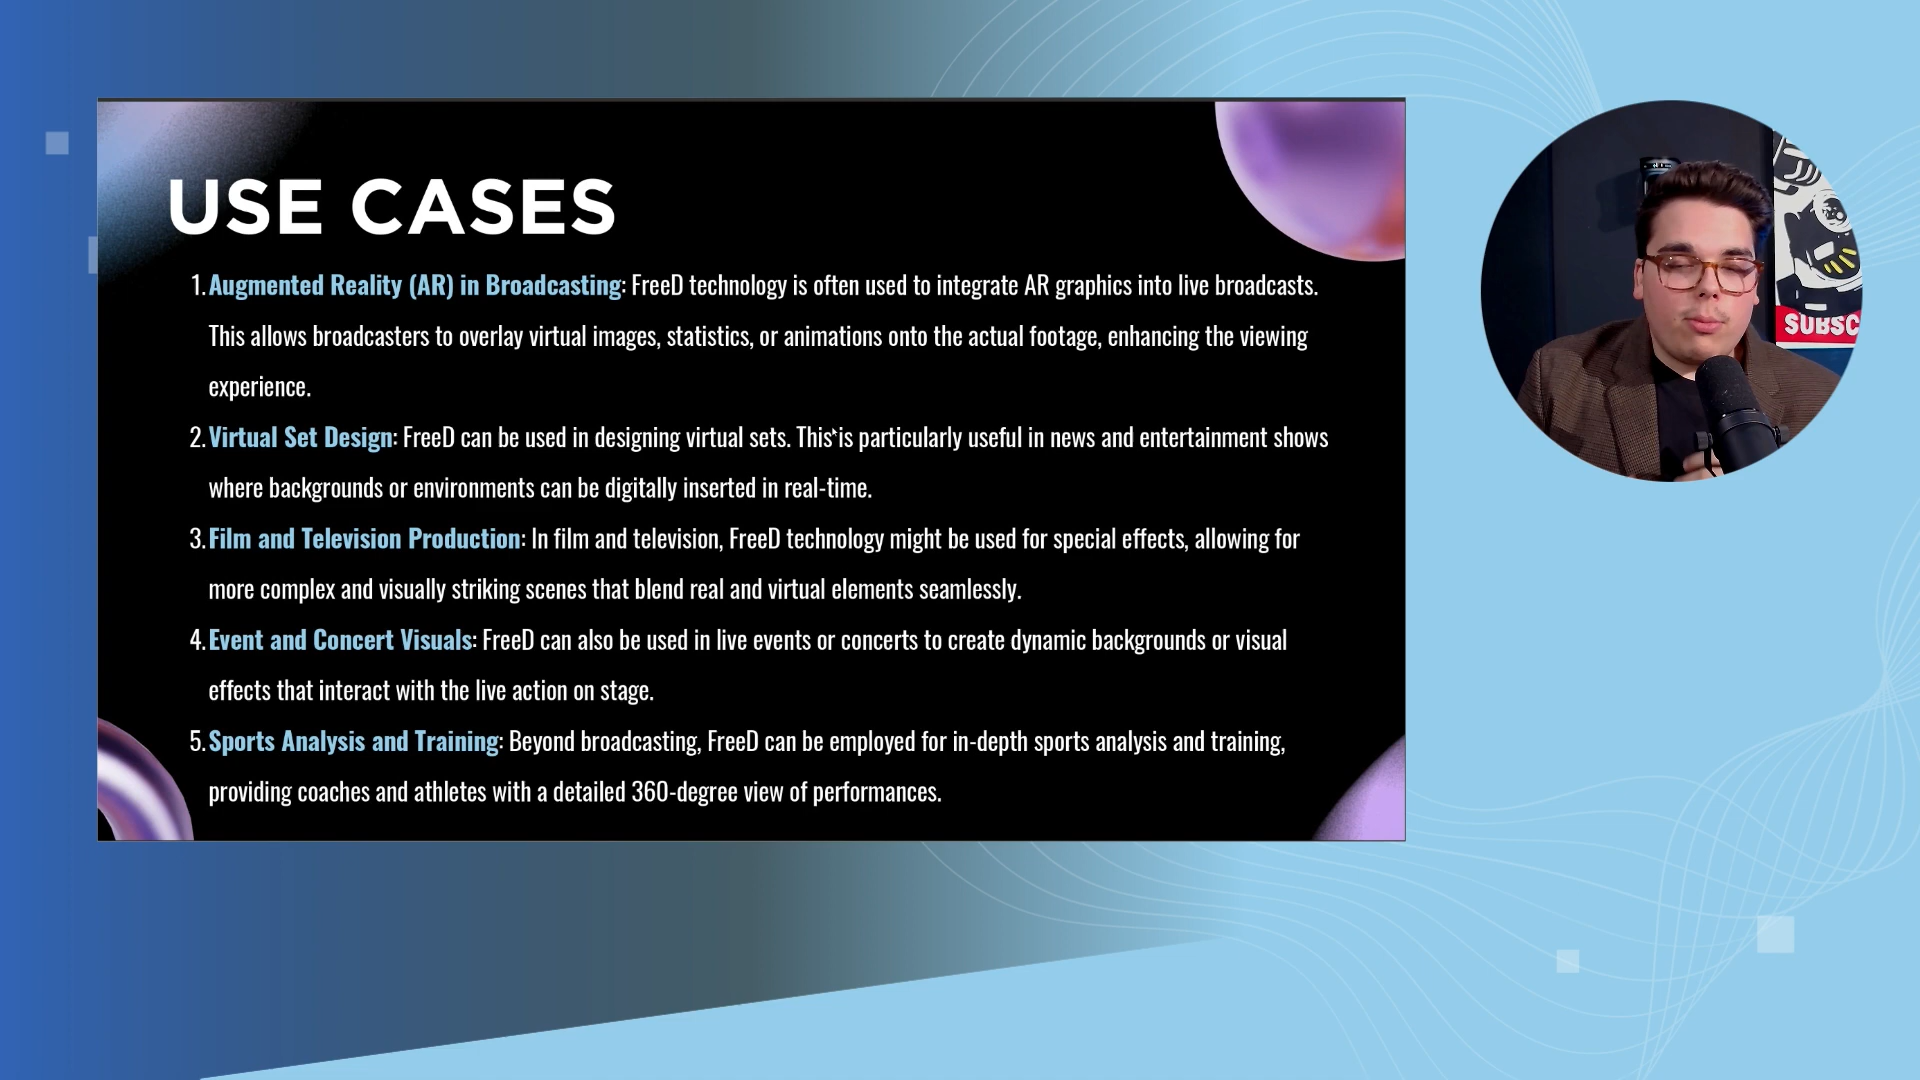 USE CASES
1. Augmented Reality (AR) in Broadcasting: FreeD technology is often used to integrate AR graphics into live broadcasts.
This allows broadcasters to overlay virtual images, statistics, or animations onto the actual footage, enhancing the viewing
experience.
2. Virtual Set Design: FreeD can be used in designing virtual sets. This is particularly useful in news and entertainment shows
where backgrounds or environments can be digitally inserted in real-time.
3. Film and Television Production: In film and television, FreeD technology might be used for special effects, allowing for
more complex and visually striking scenes that blend real and virtual elements seamlessly.
4. Event and Concert Visuals: FreeD can also be used in live events or concerts to create dynamic backgrounds or visual
effects that interact with the live action on stage.
5. Sports Analysis and Training: Beyond broadcasting, FreeD can be employed for in-depth sports analysis and training,
providing coaches and athletes with a detailed 360-degree view of performances.
SUBSC